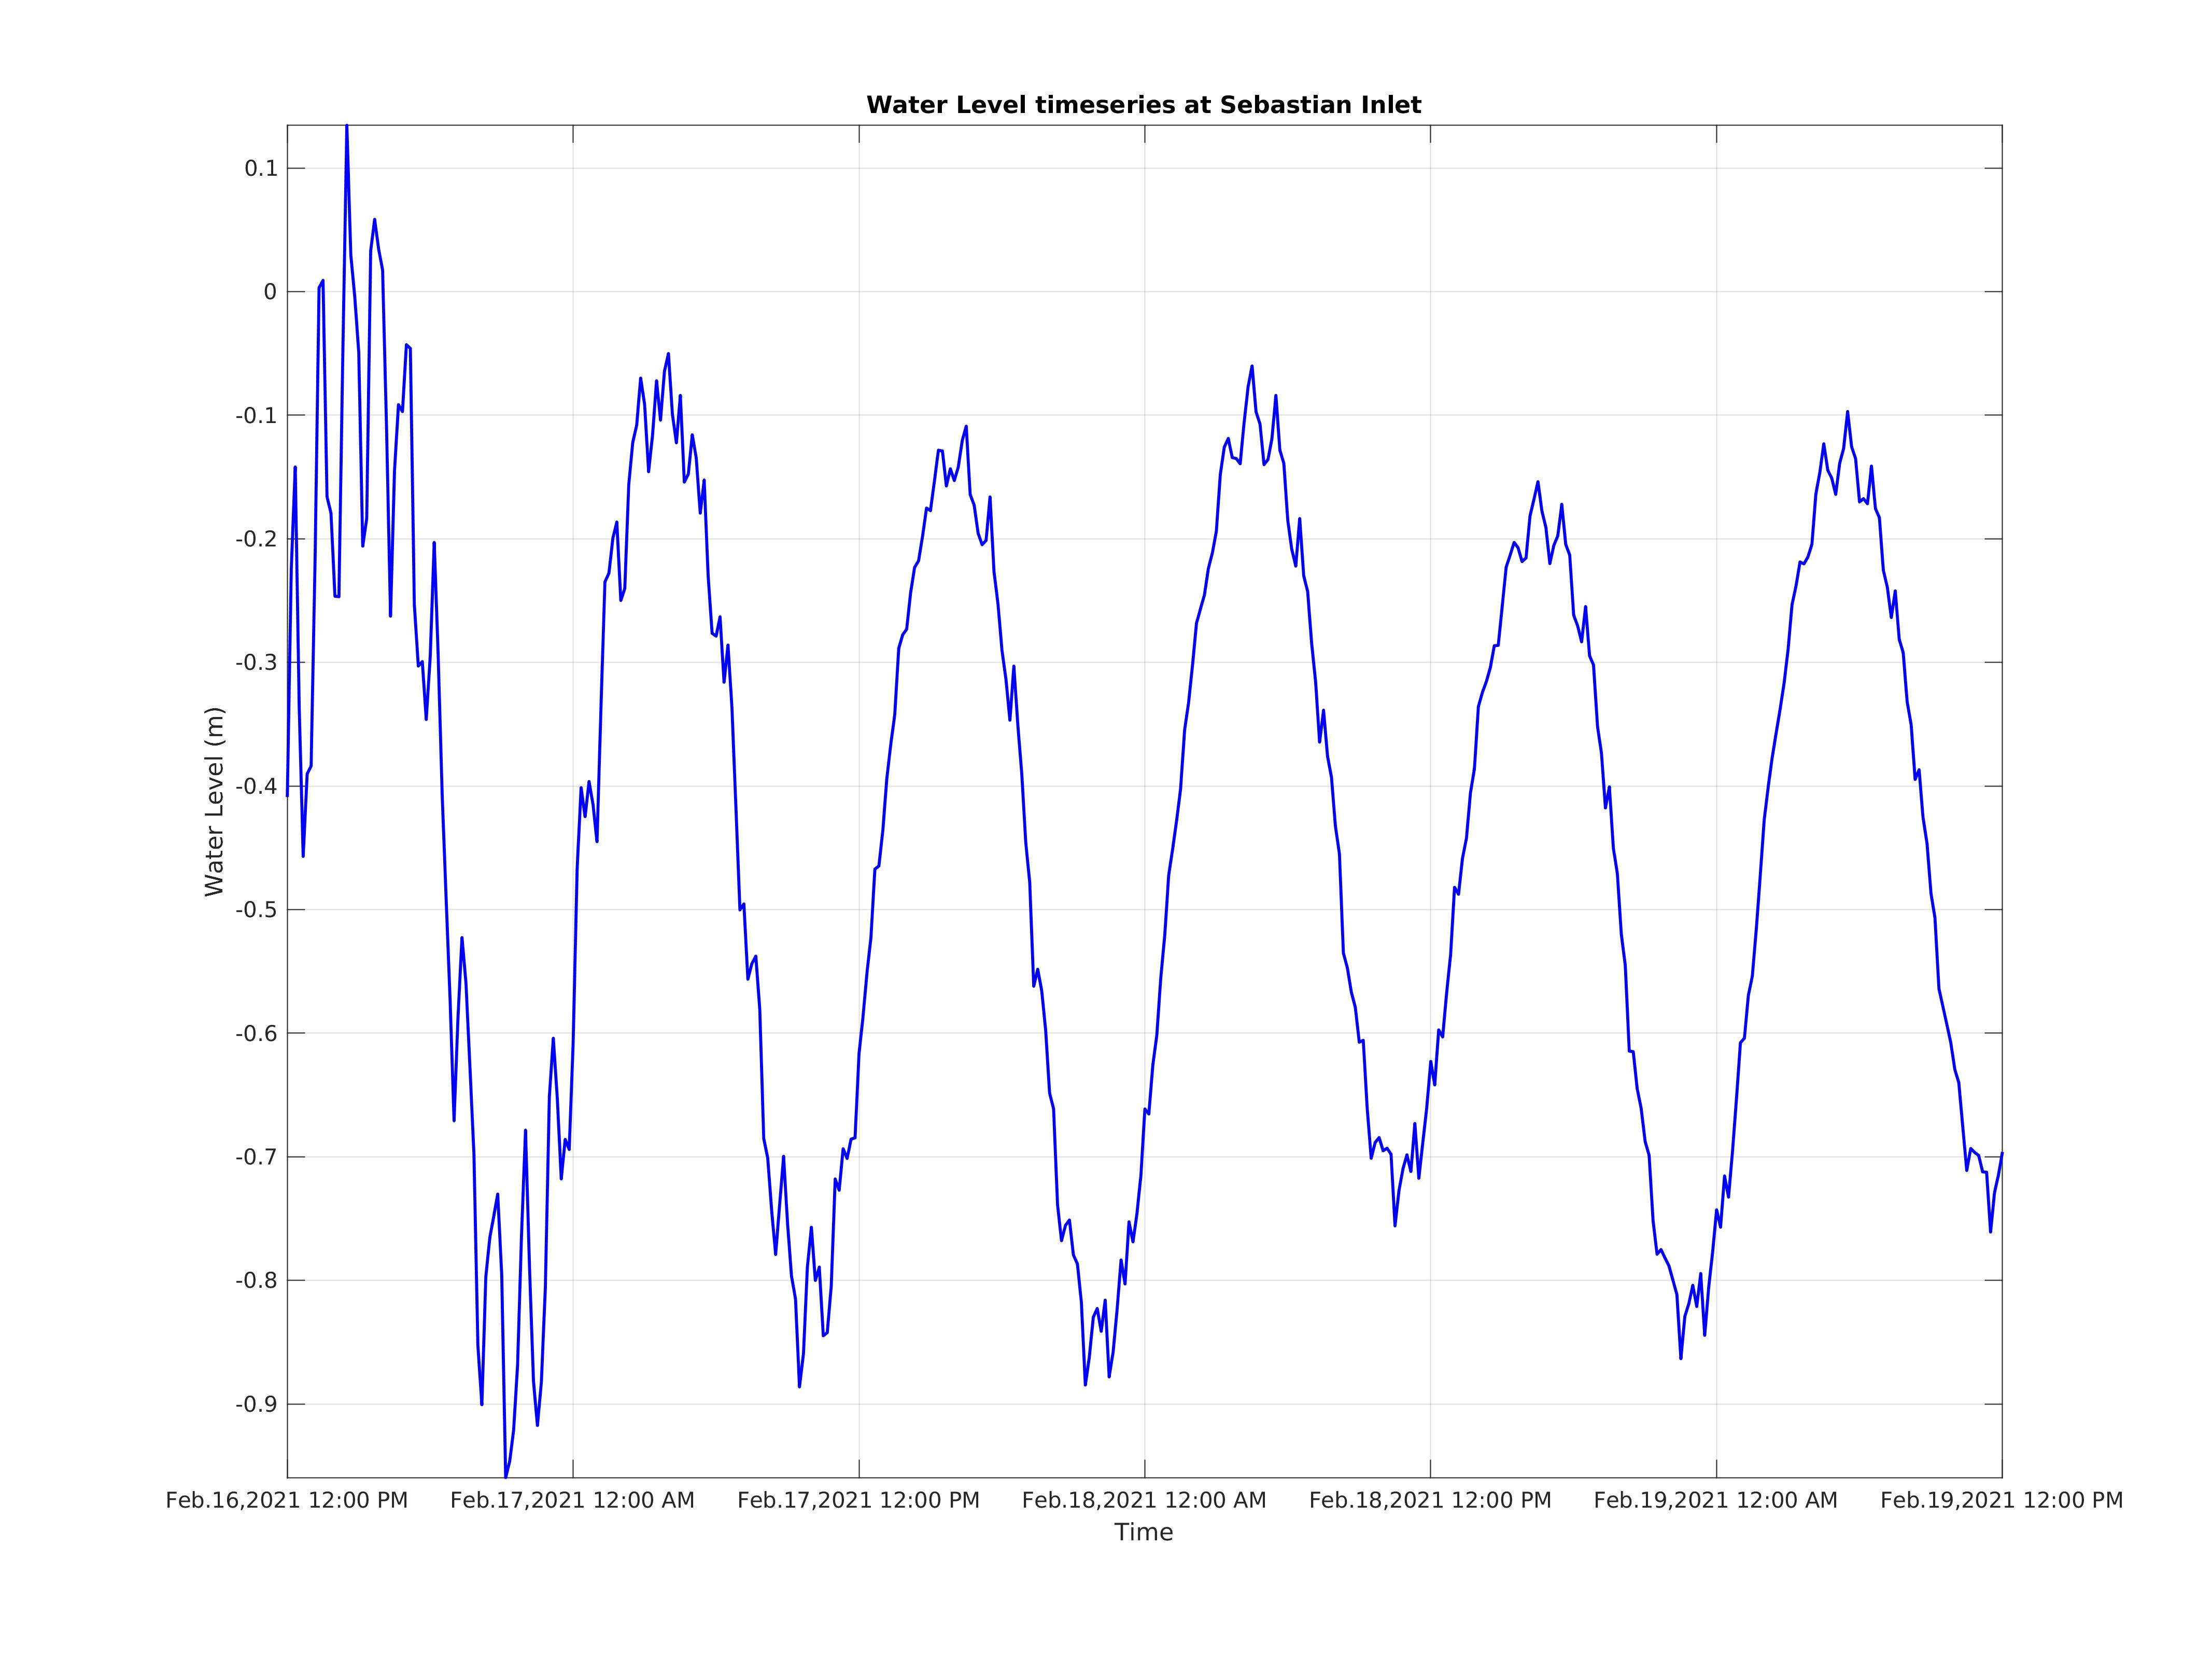 Water Level timeseries at Sebastian Inlet
0.1
0
-0.1
-0.2
-0.3
-0.4
-0.5
-0.6
-0.7
-0.8
-0.9
Water Level (m)
Feb.16,2021 12:00 PM
Feb.17,2021 12:00 AM
Feb.17,2021 12:00 PM
Feb.18,2021 12:00 AM
Feb.18,2021 12:00 PM
Feb.19,2021 12:00 AM
Feb.19,2021 12:00 PM
Time